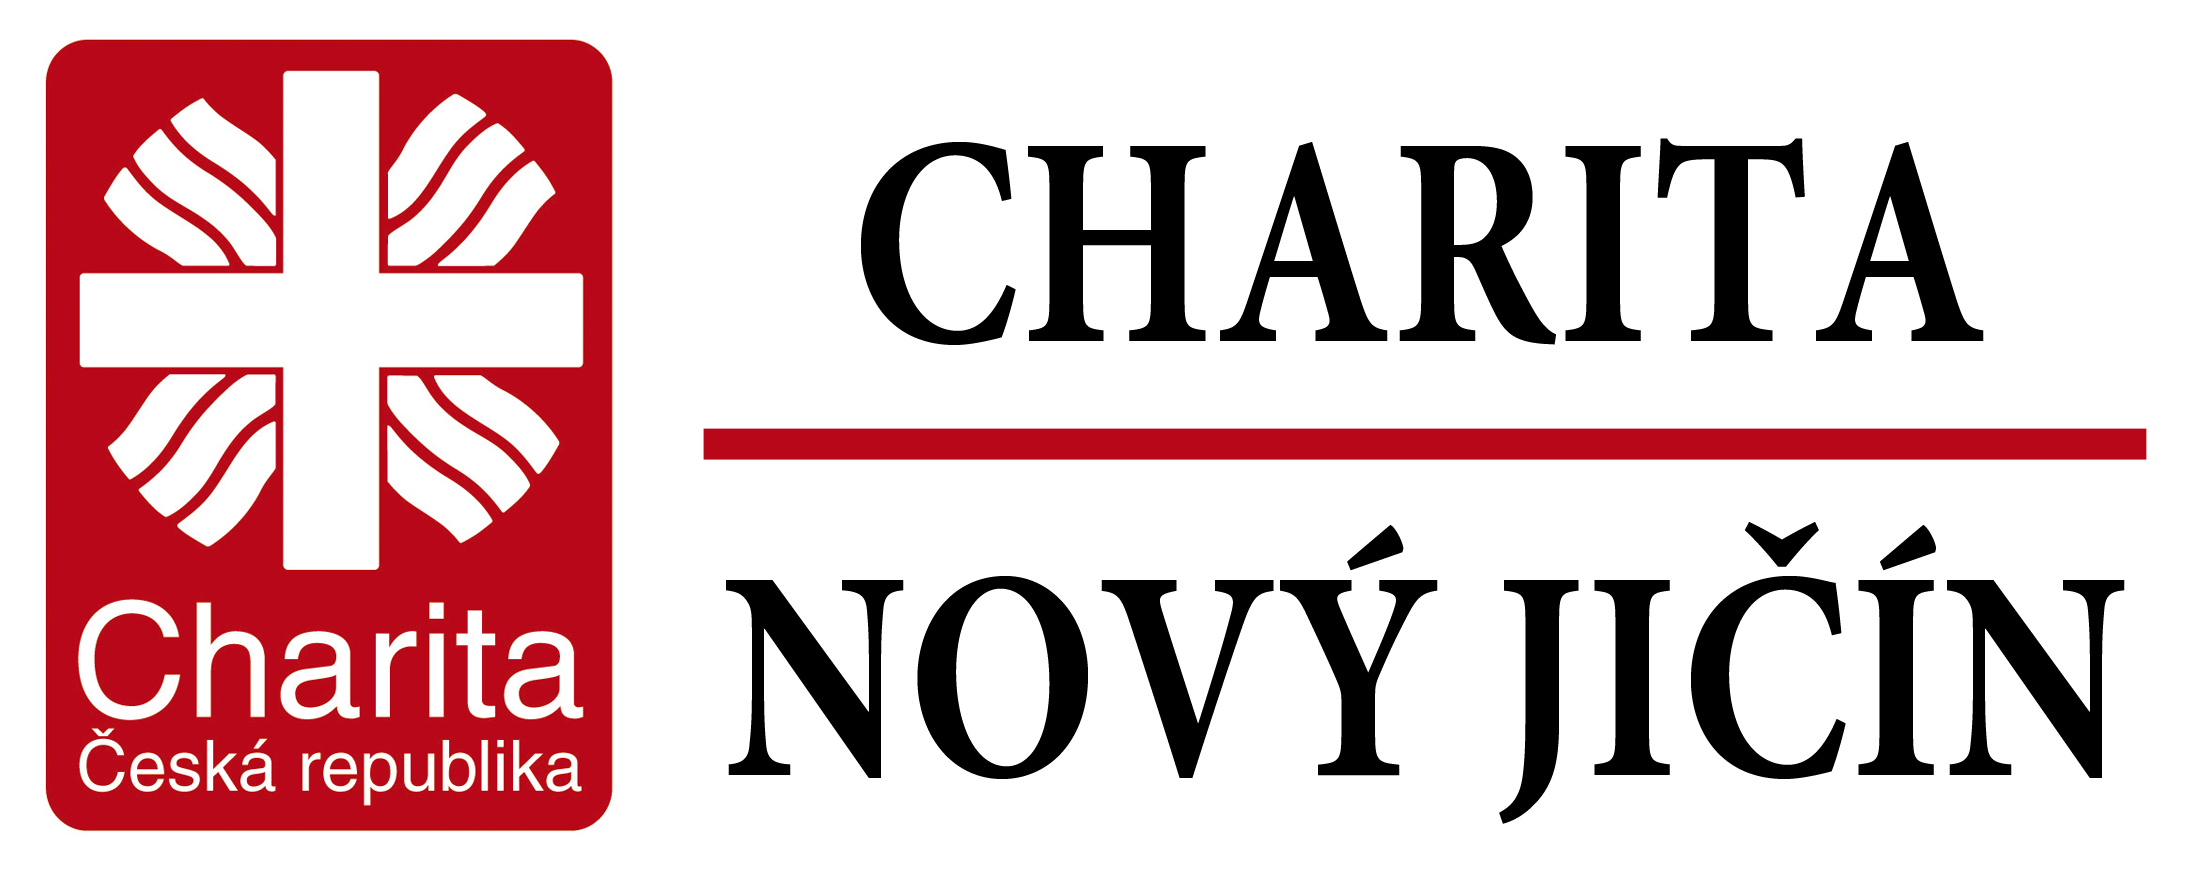 Charita
Česká republika
CHARITA
NOVÝ JIČÍN